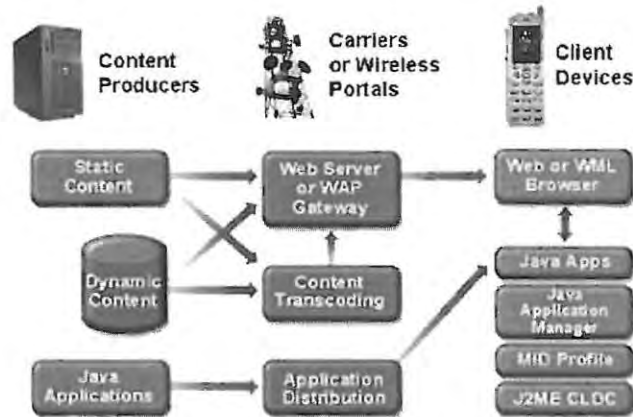 Content
Producers
Carriers
or Wireless
Portals
Client
Devices
Static
Content
Web Server
or WAP
Gateway
Web or WML
Browser
Dynamic
Content
Content
Transcoding
Java Apps
Java
Application
Manager
MID Profile
Java
Applications
Application
Distribution
J2ME CLDC